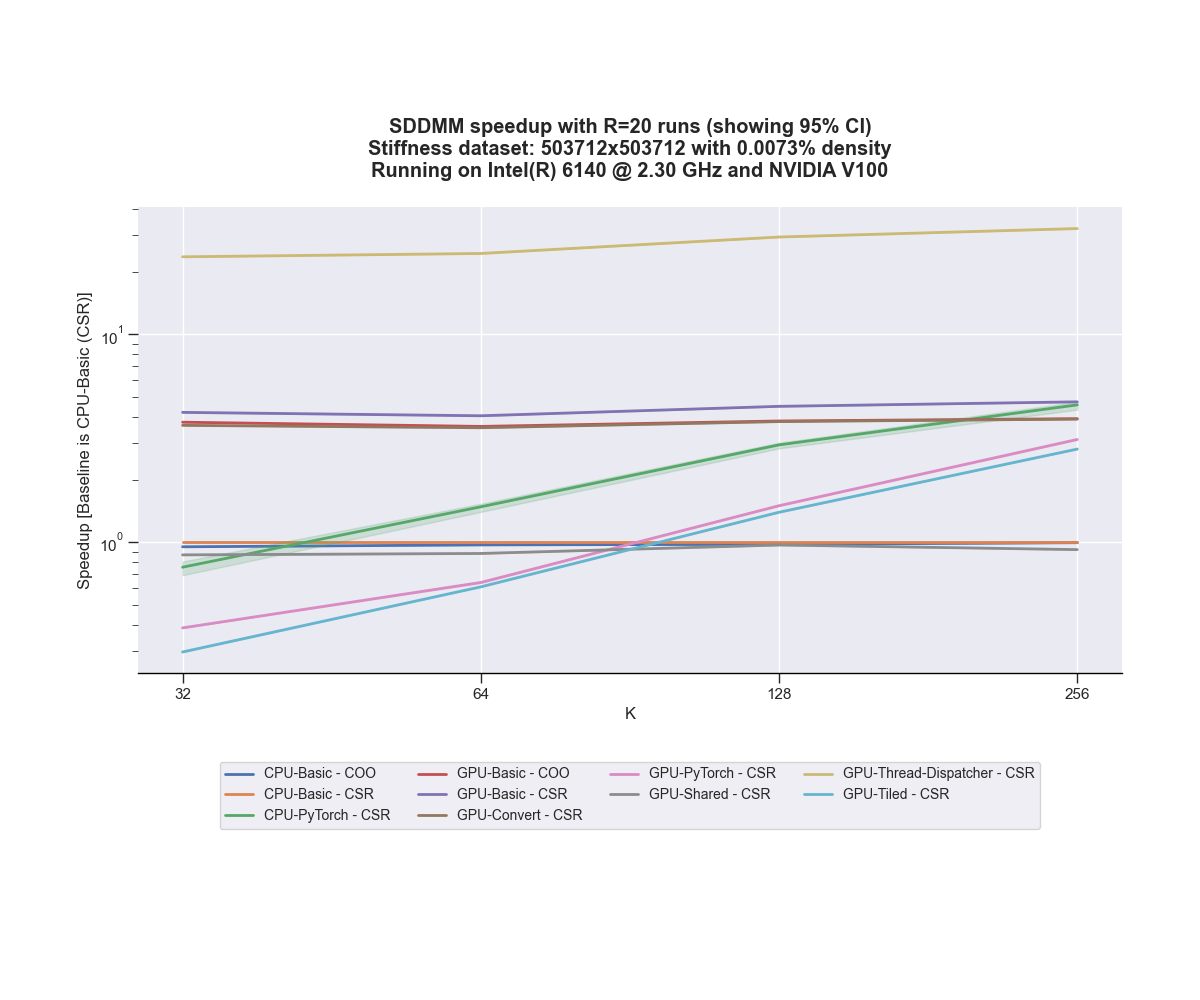 SDDMM speedup with R=20 runs (showing 95% CI)
Stiffness dataset: 503712x503712 with 0.0073% density
Running on Intel(R) 6140 @ 2.30 GHz and NVIDIA V100
Speedup [Baseline is CPU-Basic (CSR)]
10¹
10⁰
32 64 128 256
K
CPU-Basic - COO GPU-Basic - COO GPU-PyTorch - CSR GPU-Thread-Dispatcher - CSR
CPU-Basic - CSR GPU-Basic - CSR GPU-Shared - CSR GPU-Tiled - CSR
CPU-PyTorch - CSR GPU-Convert - CSR